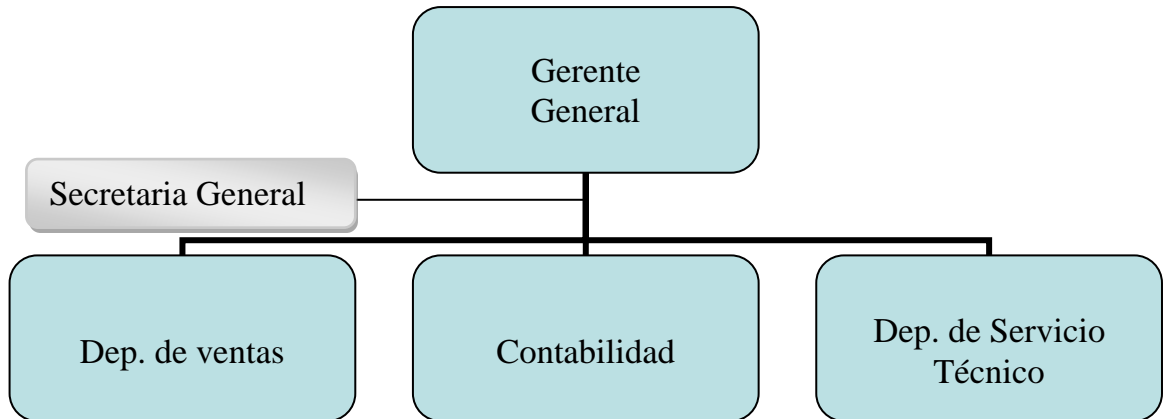 Gerente
General
Secretaria General
Dep. de ventas
Contabilidad
Dep. de Servicio
Técnico